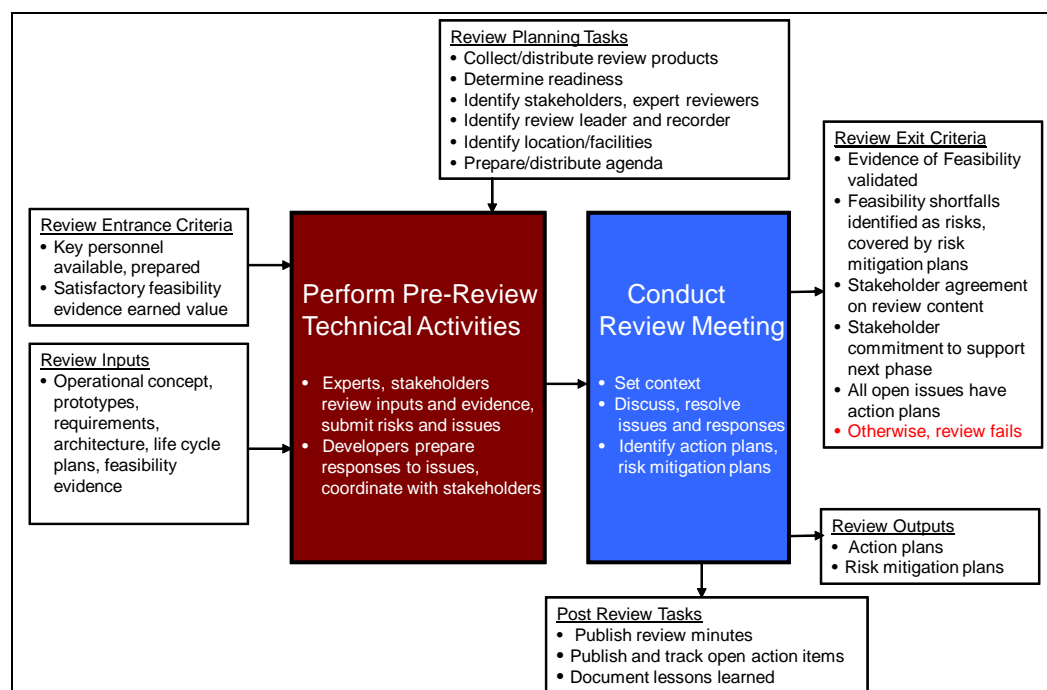 Review Planning Tasks
• Collect/distribute review products
• Determine readiness
• Identify stakeholders, expert reviewers
• Identify review leader and recorder
• Identify location/facilities
• Prepare/distribute agenda
Review Entrance Criteria
• Key personnel
available, prepared
• Satisfactory feasibility
evidence earned value
Review Inputs
• Operational concept,
prototypes,
requirements,
architecture, life cycle
plans, feasibility
evidence
Perform Pre-Review
Technical Activities
• Experts, stakeholders
review inputs and evidence,
submit risks and issues
• Developers prepare
responses to issues,
coordinate with stakeholders
Conduct
Review Meeting
• Set context
• Discuss, resolve
issues and responses
• Identify action plans,
risk mitigation plans
Review Exit Criteria
• Evidence of Feasibility
validated
• Feasibility shortfalls
identified as risks,
covered by risk
mitigation plans
• Stakeholder agreement
on review content
• Stakeholder
commitment to support
next phase
• All open issues have
action plans
• Otherwise, review fails
Review Outputs
• Action plans
• Risk mitigation plans
Post Review Tasks
• Publish review minutes
• Publish and track open action items
• Document lessons learned